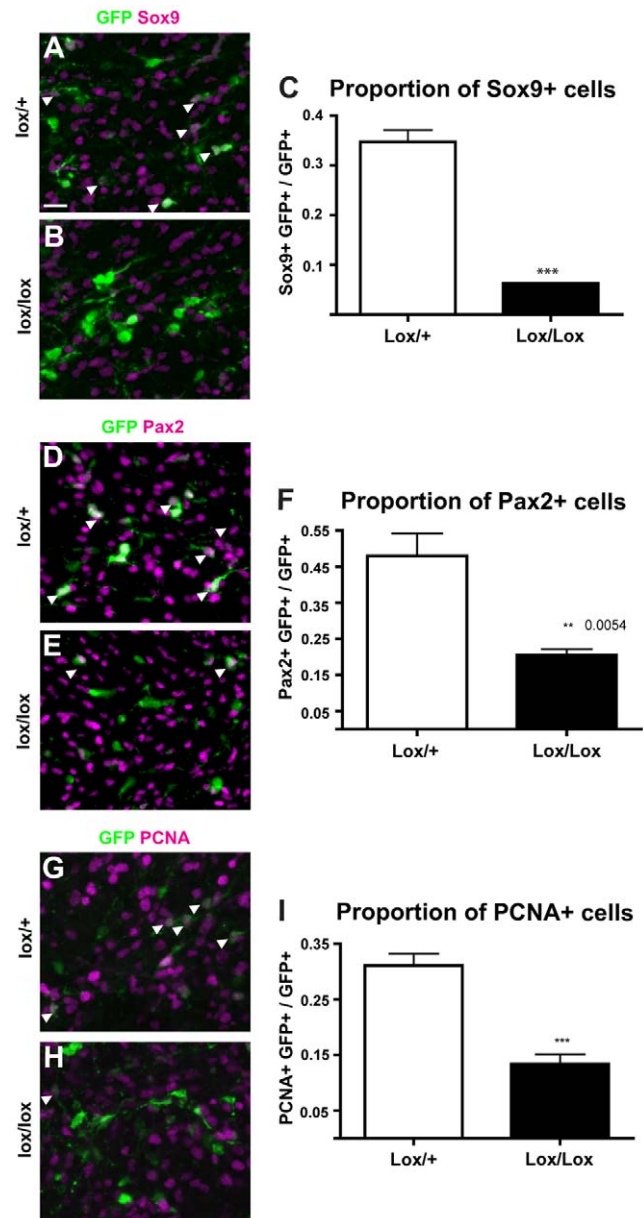 GFP Sox9
A
lox/+
B
lox/lox
C Proportion of Sox9+ cells
Sox9+ GFP+ / GFP+
0.4
0.3
0.2
0.1
***
Lox/+ Lox/Lox
GFP Pax2
D
lox/+
E
lox/lox
F Proportion of Pax2+ cells
Pax2+ GFP+ / GFP+
0.55
0.45
0.35
0.25
0.15
0.05
** 0.0054
Lox/+ Lox/Lox
GFP PCNA
G
lox/+
H
lox/lox
I Proportion of PCNA+ cells
PCNA+ GFP+ / GFP+
0.35
0.25
0.15
0.05
***
Lox/+ Lox/Lox